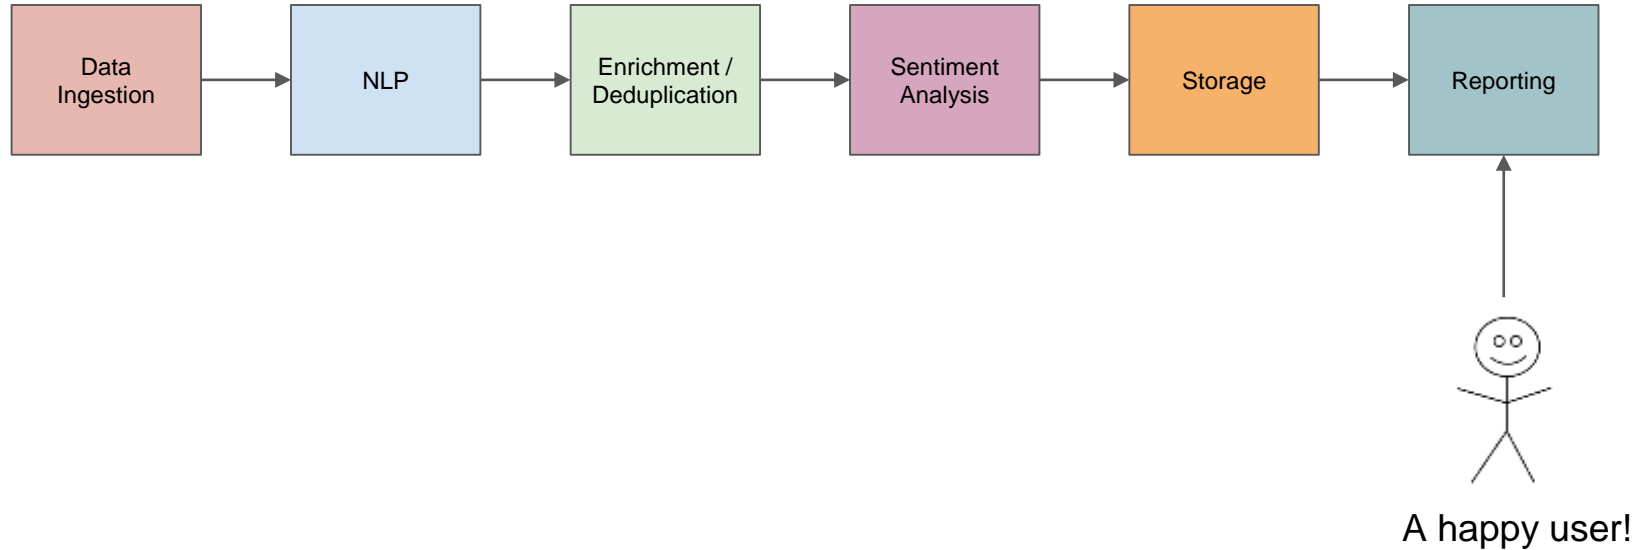 Data
Ingestion
NLP
Enrichment /
Deduplication
Sentiment
Analysis
Storage
Reporting
A happy user!